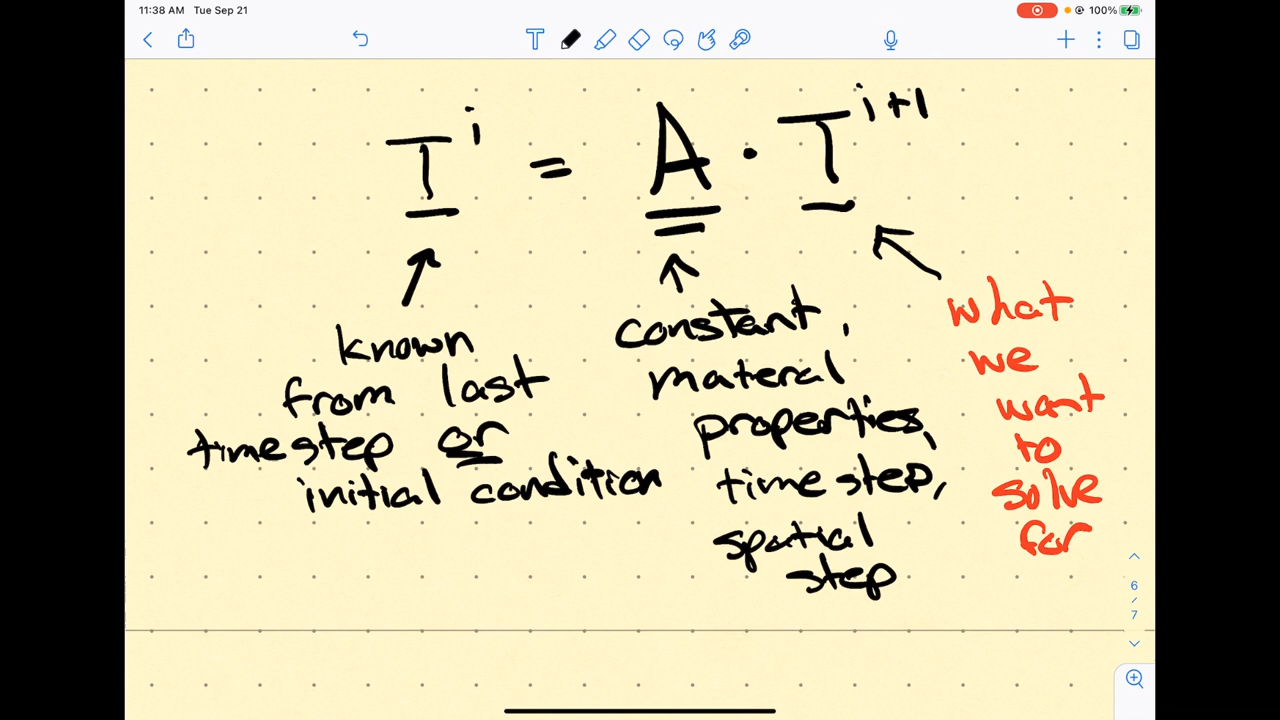 11:38 AM Tue Sep 21
100%
T
T^i = A · T^{i+1}
known
from last
timestep or
initial condition
constant,
materal
properties,
time step,
spatial
step
what
we
want
to
solve
for
6
/
7